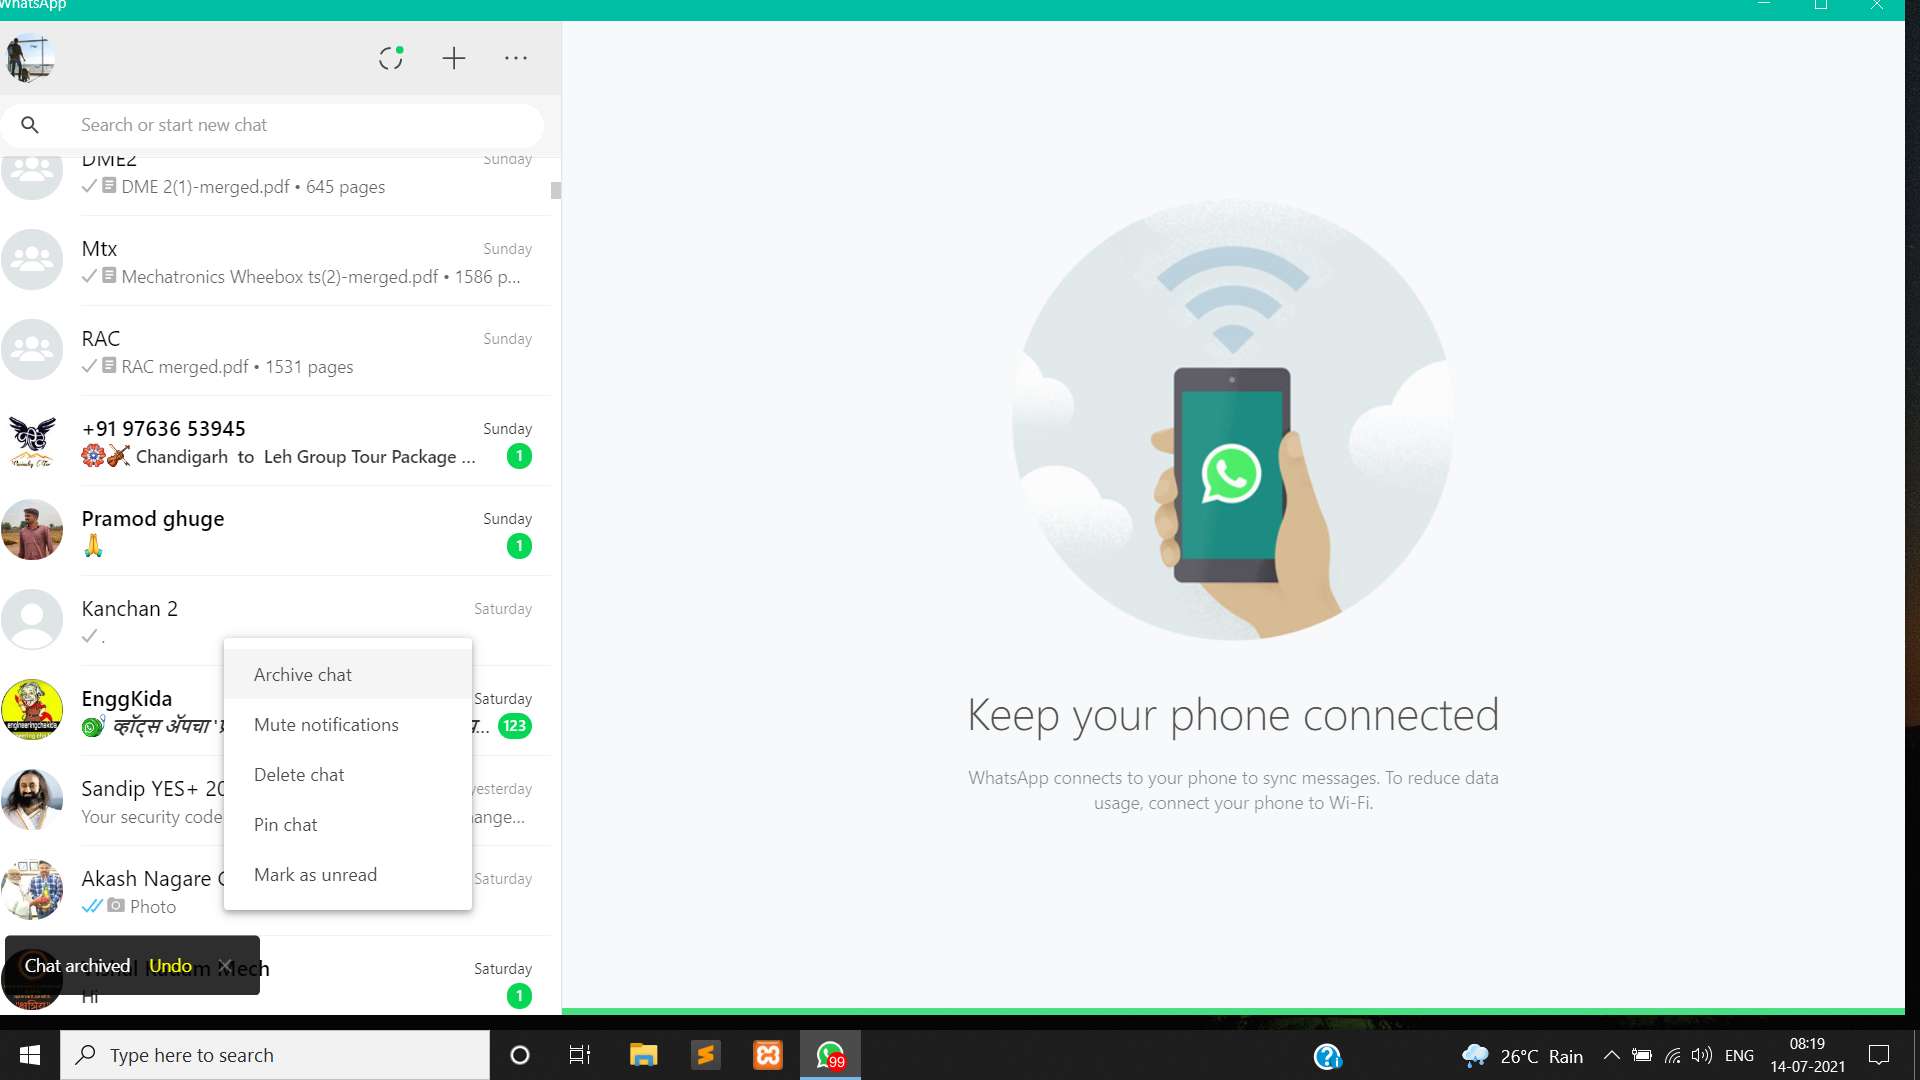 WhatsApp
Search or start new chat
DME2
Sunday
DME 2(1)-merged.pdf • 645 pages
Mtx
Sunday
Mechatronics Wheebox ts(2)-merged.pdf • 1586 p...
RAC
Sunday
RAC merged.pdf • 1531 pages
+91 97636 53945
Sunday
Chandigarh to Leh Group Tour Package ...
1
Pramod ghuge
Sunday
🙏
1
Kanchan 2
Saturday
.
Archive chat
Mute notifications
Delete chat
Pin chat
Mark as unread
EnggKida
Saturday
व्हॉट्स ॲपचा '
123
Sandip YES+ 20
yesterday
Your security code
ange...
Akash Nagare
Saturday
Photo
Chat archived Undo
Mech
Saturday
Hi
1
Keep your phone connected
WhatsApp connects to your phone to sync messages. To reduce data
usage, connect your phone to Wi-Fi.
Type here to search
99
26°C Rain
ENG
08:19
14-07-2021